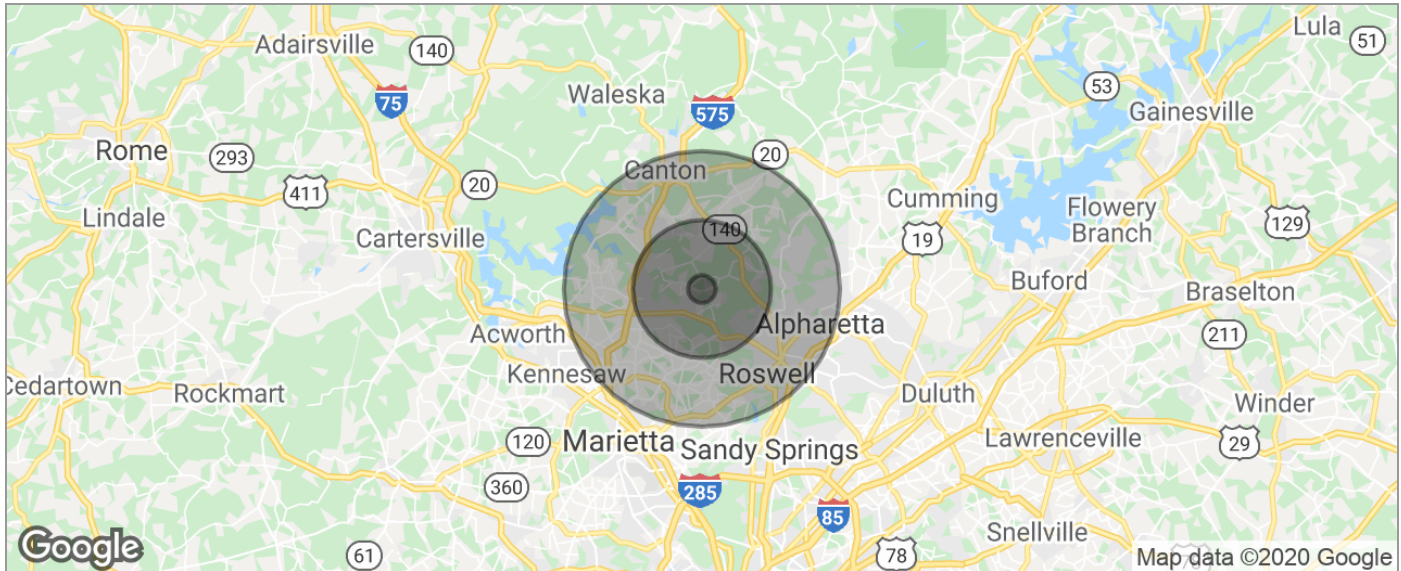 Lula
51
Adairsville
140
53
75
Waleska
575
Gainesville
Rome
293
20
Canton
411
20
Cumming
Flowery
Branch
129
Lindale
Cartersville
140
19
Buford
Braselton
Acworth
Alpharetta
211
Cedartown
Rockmart
Kennesaw
Roswell
Duluth
Winder
120
Marietta
Sandy Springs
Lawrenceville
29
360
285
85
Snellville
Google
61
78
Map data ©2020 Google